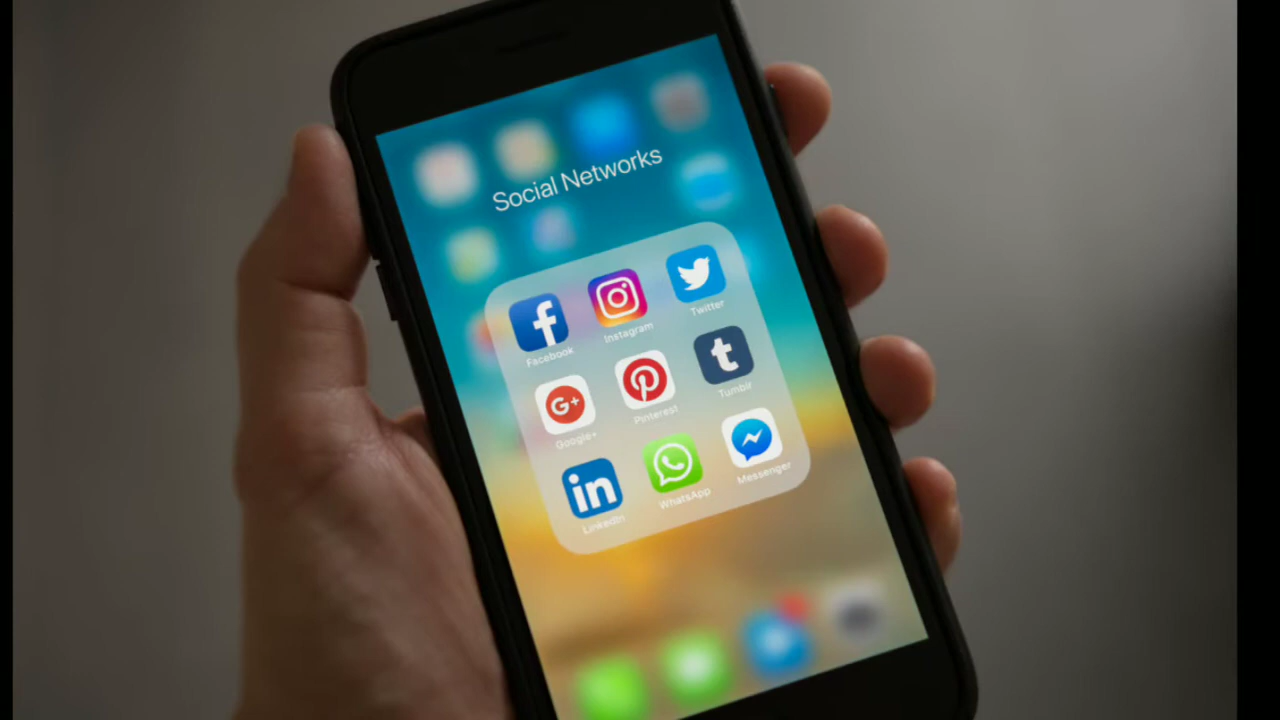 Social Networks
Facebook
Instagram
Twitter
Google+
Pinterest
Tumblr
LinkedIn
WhatsApp
Messenger